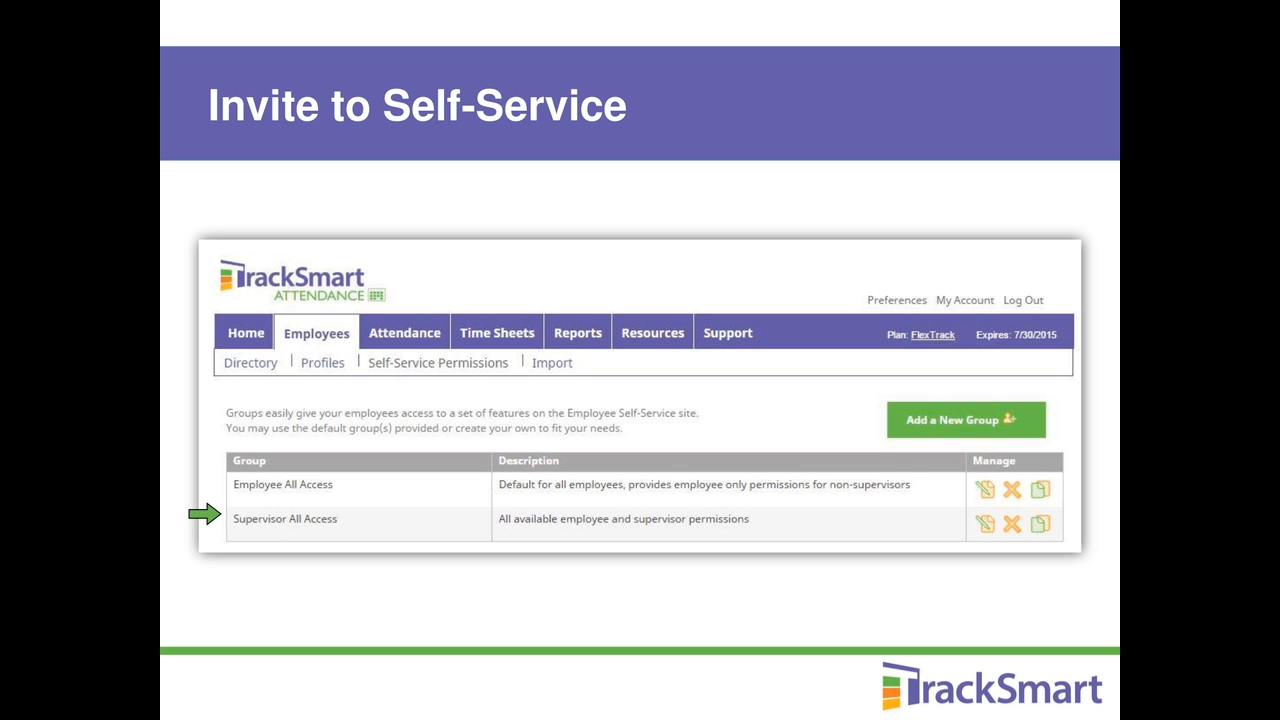 Invite to Self-Service
TrackSmart
ATTENDANCE
Preferences My Account Log Out
Home Employees Attendance Time Sheets Reports Resources Support Plan: FlexTrack Expires: 7/30/2015
Directory | Profiles | Self-Service Permissions | Import
Groups easily give your employees access to a set of features on the Employee Self-Service site.
You may use the default group(s) provided or create your own to fit your needs.
Add a New Group
Group Description Manage
Employee All Access Default for all employees, provides employee only permissions for non-supervisors
Supervisor All Access All available employee and supervisor permissions
TrackSmart